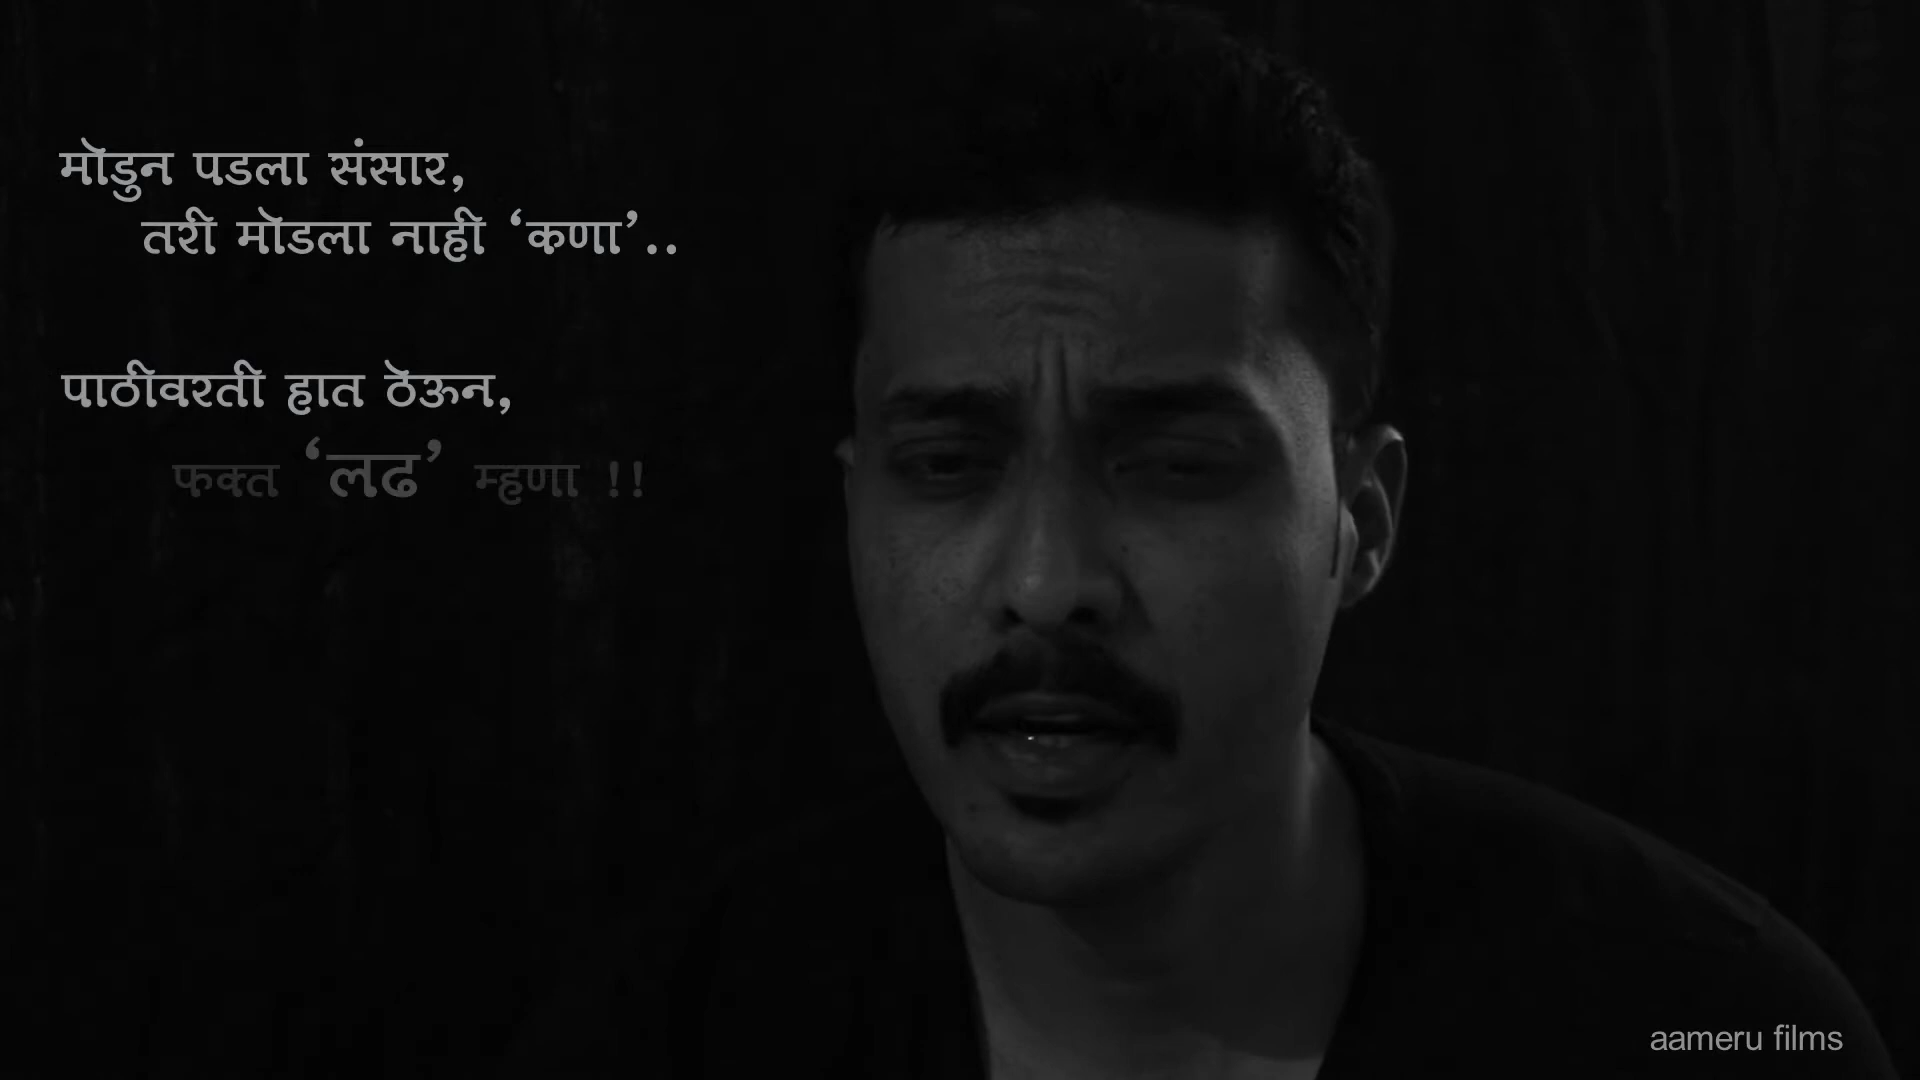 मोडुन पडला संसार,
तरी मोडला नाही ‘कणा’..
पाठीवरती हात ठेऊन,
फक्त ‘लढ’ म्हणा !!
aameru films